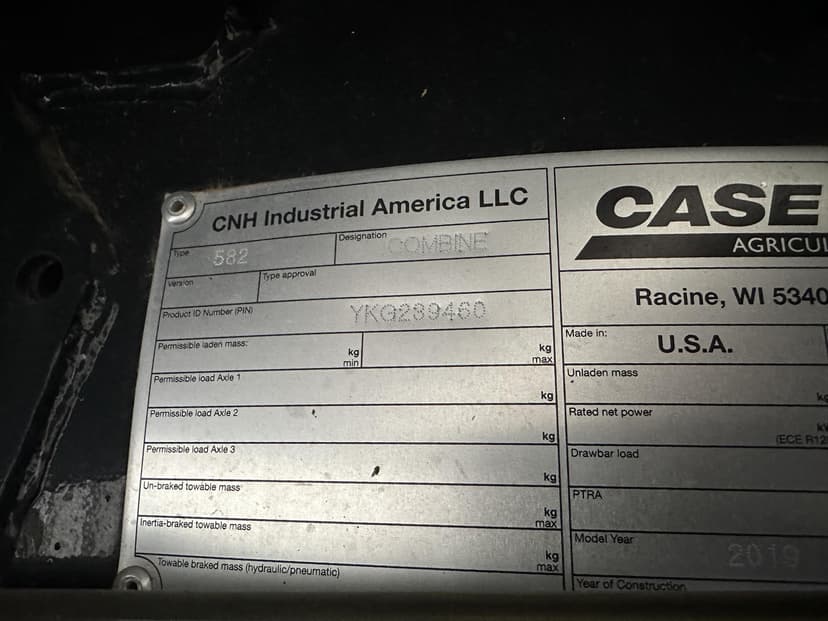 CNH Industrial America LLC
Type 582
Designation COMBINE
Version
Type approval
Product ID Number (PIN) YKG239460
Permissible laden mass: kg min kg max
Permissible load Axle 1 kg
Permissible load Axle 2 kg
Permissible load Axle 3 kg
Un-braked towable mass kg max
Inertia-braked towable mass kg max
Towable braked mass (hydraulic/pneumatic)
CASE
AGRICUL
Racine, WI 5340
Made in: U.S.A.
Unladen mass
Rated net power
(ECE R12
Drawbar load
PTRA
Model Year 2019
Year of Construction